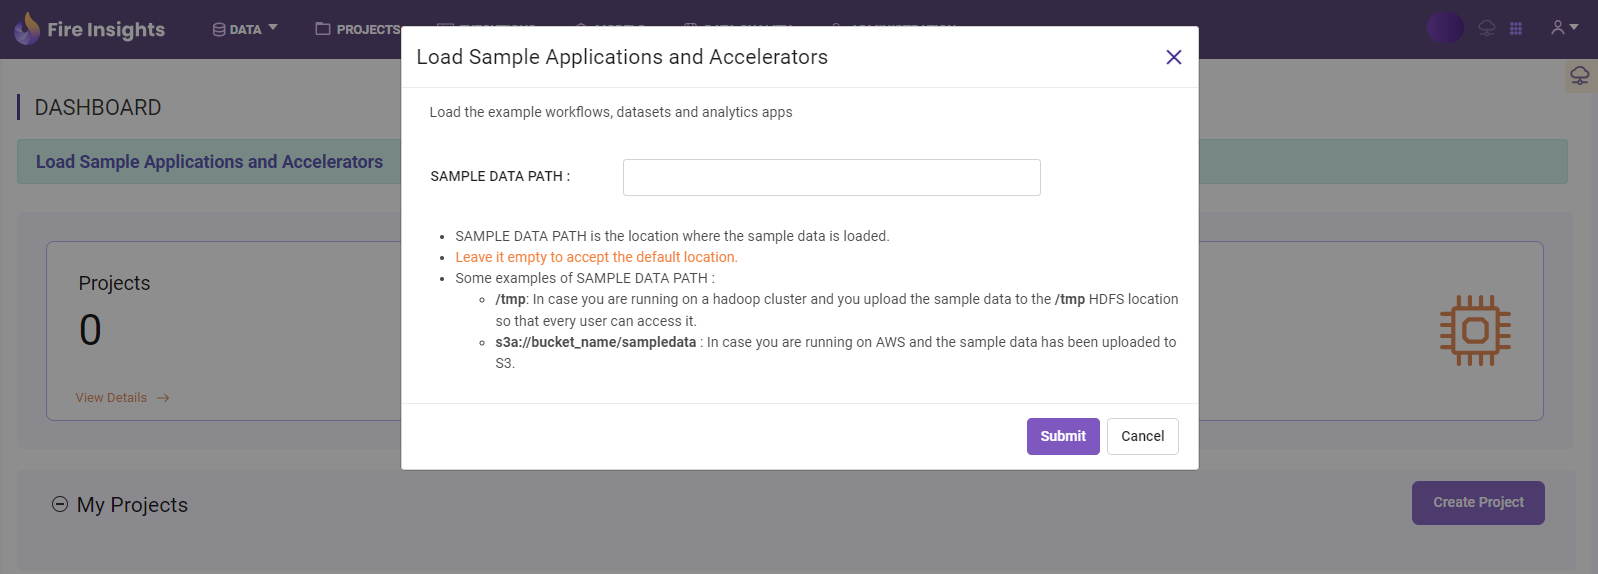 Fire Insights
DATA
PROJECTS
Load Sample Applications and Accelerators
Load the example workflows, datasets and analytics apps
DASHBOARD
Load Sample Applications and Accelerators
SAMPLE DATA PATH :
SAMPLE DATA PATH is the location where the sample data is loaded.
Leave it empty to accept the default location.
Some examples of SAMPLE DATA PATH :
/tmp: In case you are running on a hadoop cluster and you upload the sample data to the /tmp HDFS location
so that every user can access it.
s3a://bucket_name/sampledata : In case you are running on AWS and the sample data has been uploaded to
S3.
Projects
0
View Details
Submit
Cancel
My Projects
Create Project